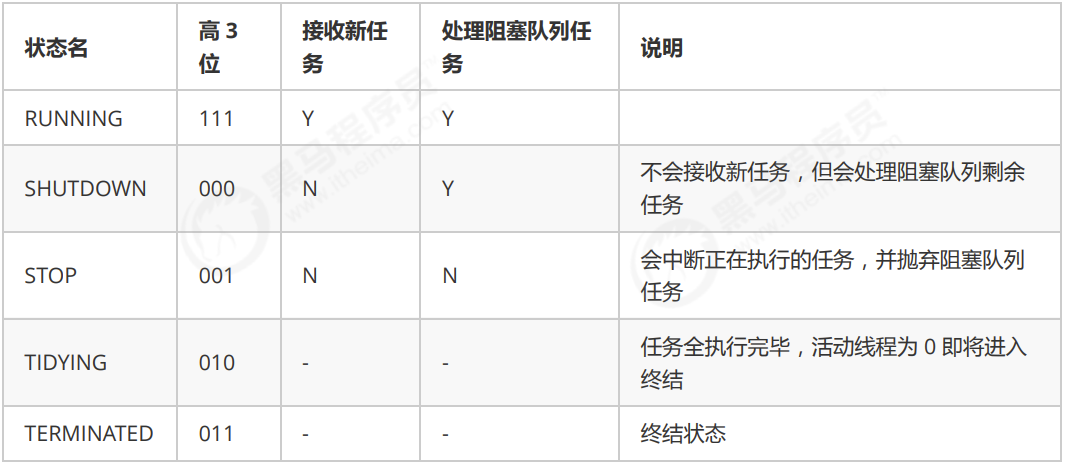 状态名 高 3 位 接收新任务 处理阻塞队列任务 说明
RUNNING 111 Y Y
SHUTDOWN 000 N Y 不会接收新任务，但会处理阻塞队列剩余任务
STOP 001 N N 会中断正在执行的任务，并抛弃阻塞队列任务
TIDYING 010 - - 任务全执行完毕，活动线程为 0 即将进入终结
TERMINATED 011 - - 终结状态
黑马程序员™
www.itheima.com
黑马程序员™
www.itheima.com